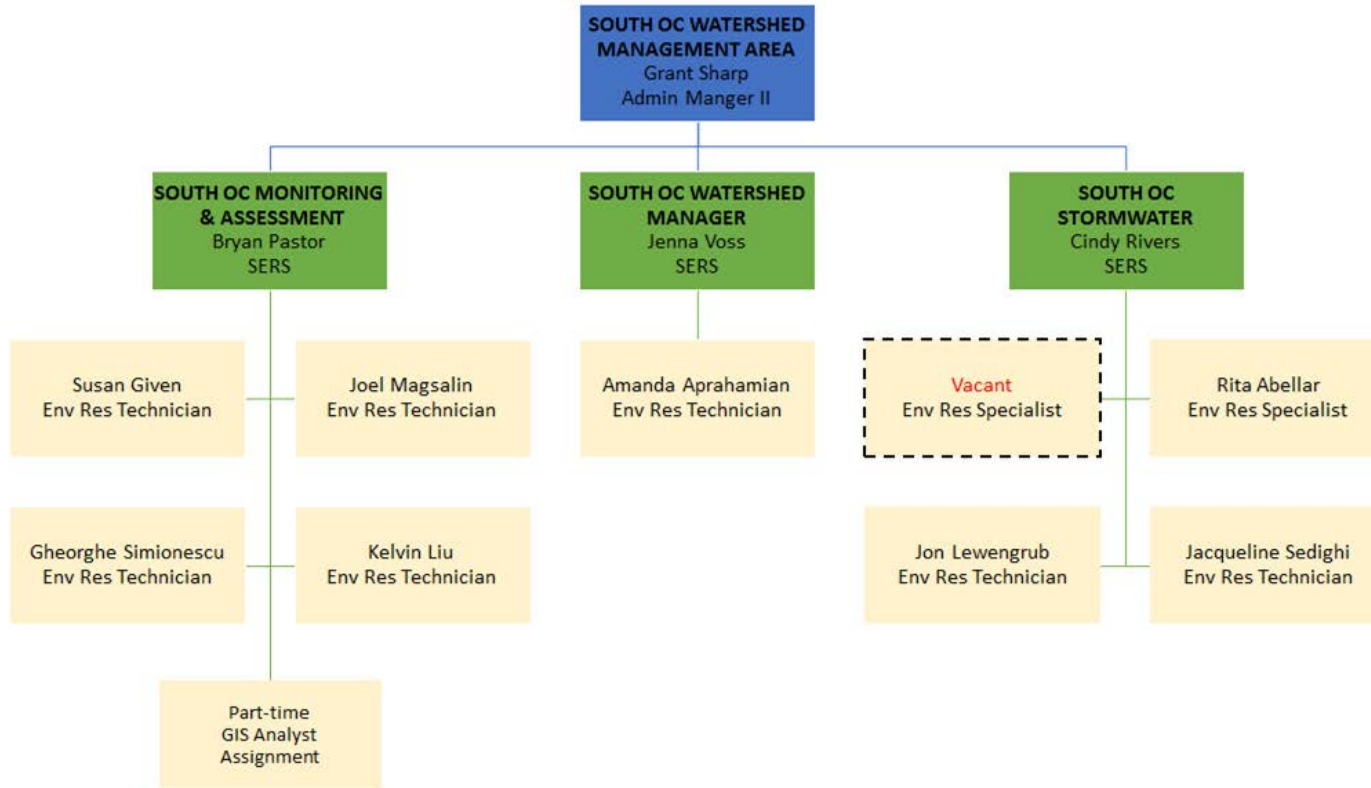 SOUTH OC WATERSHED
MANAGEMENT AREA
Grant Sharp
Admin Manger II
SOUTH OC MONITORING
& ASSESSMENT
Bryan Pastor
SERS
SOUTH OC WATERSHED
MANAGER
Jenna Voss
SERS
SOUTH OC
STORMWATER
Cindy Rivers
SERS
Susan Given
Env Res Technician
Joel Magsalin
Env Res Technician
Amanda Aprahamian
Env Res Technician
Vacant
Env Res Specialist
Rita Abellar
Env Res Specialist
Gheorghe Simionescu
Env Res Technician
Kelvin Liu
Env Res Technician
Jon Lewengrub
Env Res Technician
Jacqueline Sedighi
Env Res Technician
Part-time
GIS Analyst
Assignment